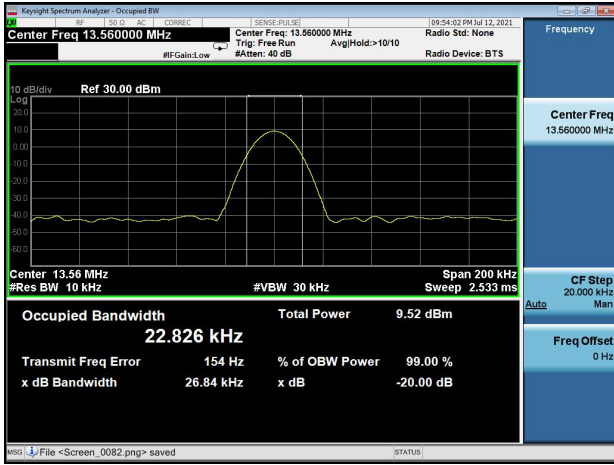 Keysight Spectrum Analyzer - Occupied BW
RF 50 Ω AC CORREC SENSE:PULSE 09:54:02 PM Jul 12, 2021
Center Freq 13.560000 MHz
Center Freq: 13.560000 MHz
Radio Std: None
Trig: Free Run Avg|Hold:>10/10
#IFGain:Low
#Atten: 40 dB
Radio Device: BTS
10 dB/div Ref 30.00 dBm
Log
20.0
10.0
0.00
-10.0
-20.0
-30.0
-40.0
-50.0
-60.0
Center 13.56 MHz Span 200 kHz
#Res BW 10 kHz #VBW 30 kHz Sweep 2.533 ms
Occupied Bandwidth Total Power 9.52 dBm
22.826 kHz
Transmit Freq Error 154 Hz % of OBW Power 99.00 %
x dB Bandwidth 26.84 kHz x dB -20.00 dB
MSG File <Screen_0082.png> saved STATUS
Frequency
Center Freq
13.560000 MHz
CF Step
20.000 kHz
Auto Man
Freq Offset
0 Hz